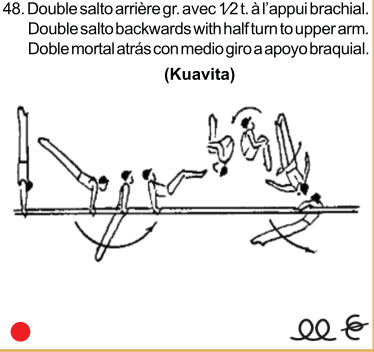 48. Double salto arrière gr. avec 1⁄2 t. à l'appui brachial.
Double salto backwards with half turn to upper arm.
Doble mortal atrás con medio giro a apoyo braquial.
(Kuavita)